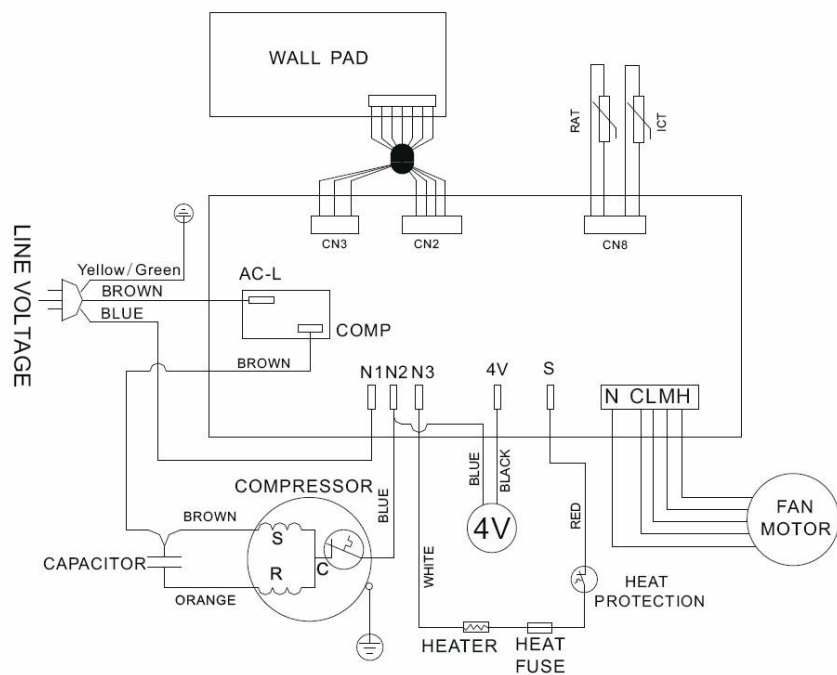 WALL PAD
RAT
ICT
CN3
CN2
CN8
LINE VOLTAGE
Yellow/Green
BROWN
BLUE
AC-L
COMP
BROWN
N1 N2 N3
4V
S
N CLMH
COMPRESSOR
BLUE
BLUE
BLACK
4V
RED
FAN
MOTOR
BROWN
S
R
C
CAPACITOR
ORANGE
WHITE
HEAT
PROTECTION
HEATER
HEAT
FUSE